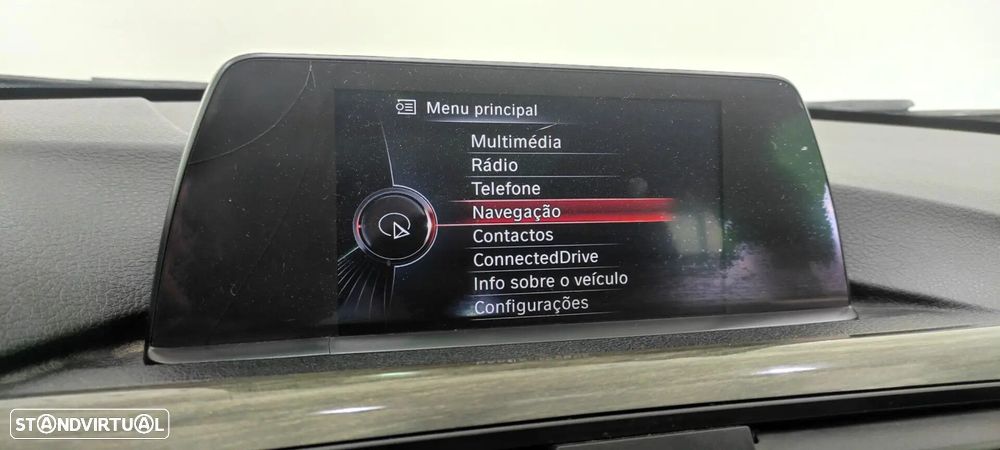 Menu principal
Multimédia
Rádio
Telefone
Navegação
Contactos
ConnectedDrive
Info sobre o veículo
Configurações
STANDVIRTUAL